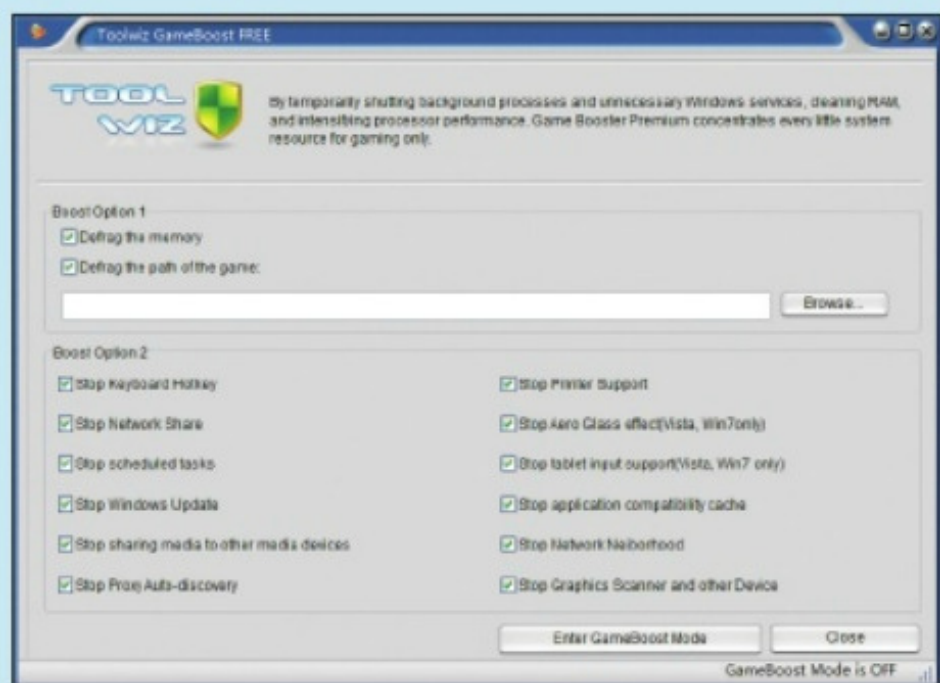 Toolwiz GameBoost FREE
TOOL
WIZ
By temporarily shutting background processes and unnecessary Windows services, cleaning RAM,
and intensibing processor performance. Game Booster Premium concentrates every little system
resource for gaming only.
Boost Option 1
Defrag the memory
Defrag the path of the game:
Browse...
Boost Option 2
Stop Keyboard Hotkey
Stop Printer Support
Stop Network Share
Stop Aero Glass effect(Vista, Win7only)
Stop scheduled tasks
Stop tablet input support(Vista, Win7 only)
Stop Windows Update
Stop application compatibility cache
Stop sharing media to other media devices
Stop Network Neiborhood
Stop Proxy Auto-discovery
Stop Graphics Scanner and other Device
Enter GameBoost Mode
Close
GameBoost Mode is OFF